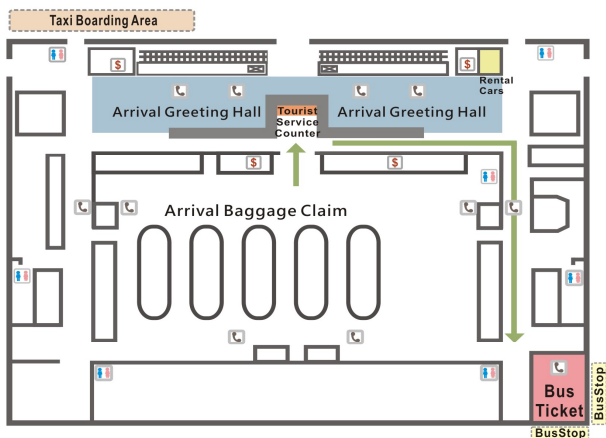 Taxi Boarding Area
$
$
Rental
Cars
Arrival Greeting Hall
Tourist
Service
Counter
Arrival Greeting Hall
$
$
Arrival Baggage Claim
Bus
Ticket
BusStop
BusStop